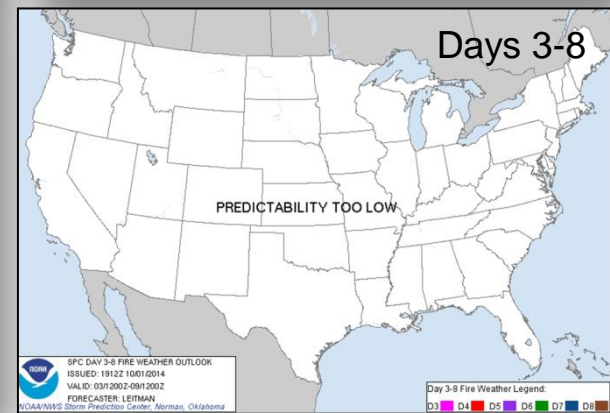 Days 3-8
PREDICTABILITY TOO LOW
NOAA
SPC DAY 3-8 FIRE WEATHER OUTLOOK
ISSUED: 1912Z 10/01/2014
VALID: 03/1200Z-09/1200Z
FORECASTER: LEITMAN
NOAA/NWS Storm Prediction Center, Norman, Oklahoma
Day 3-8 Fire Weather Legend:
D3 D4 D5 D6 D7 D8